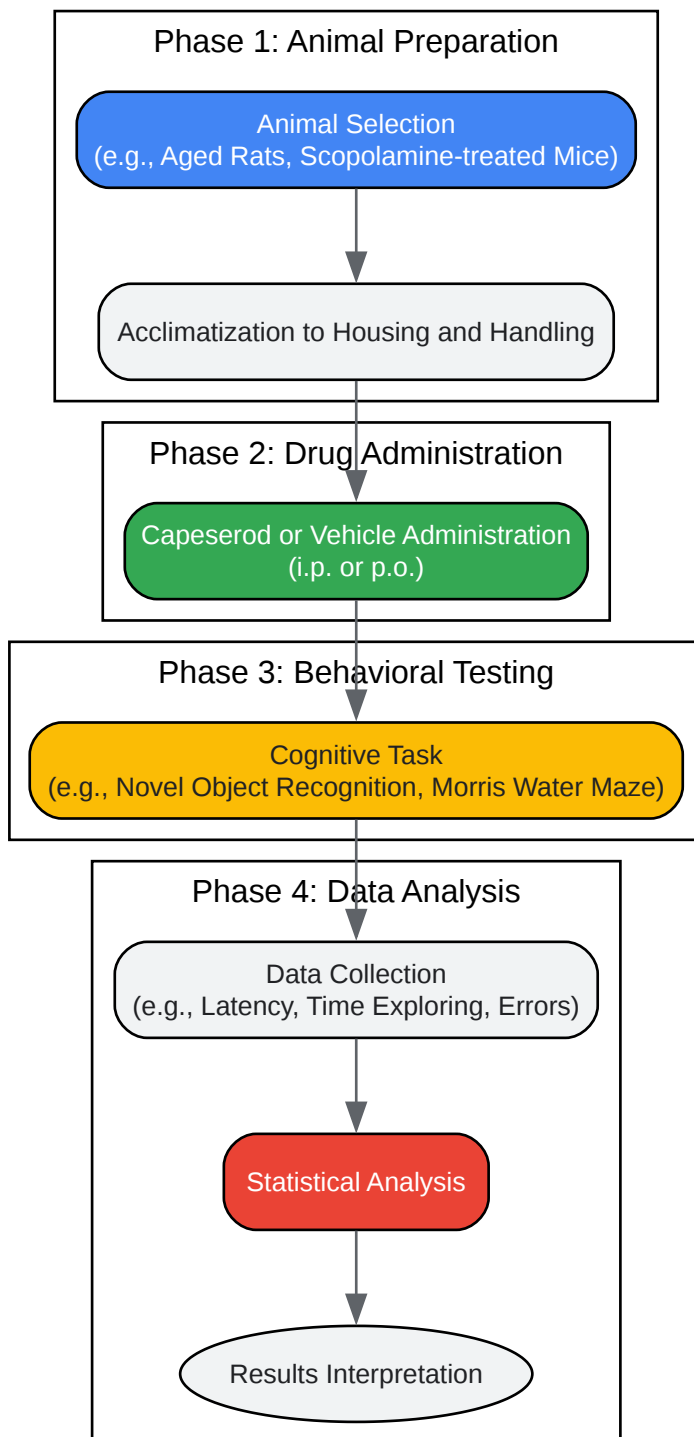 Phase 1: Animal Preparation
Animal Selection
(e.g., Aged Rats, Scopolamine-treated Mice)
Acclimatization to Housing and Handling
Phase 2: Drug Administration
Capeserod or Vehicle Administration
(i.p. or p.o.)
Phase 3: Behavioral Testing
Cognitive Task
(e.g., Novel Object Recognition, Morris Water Maze)
Phase 4: Data Analysis
Data Collection
(e.g., Latency, Time Exploring, Errors)
Statistical Analysis
Results Interpretation